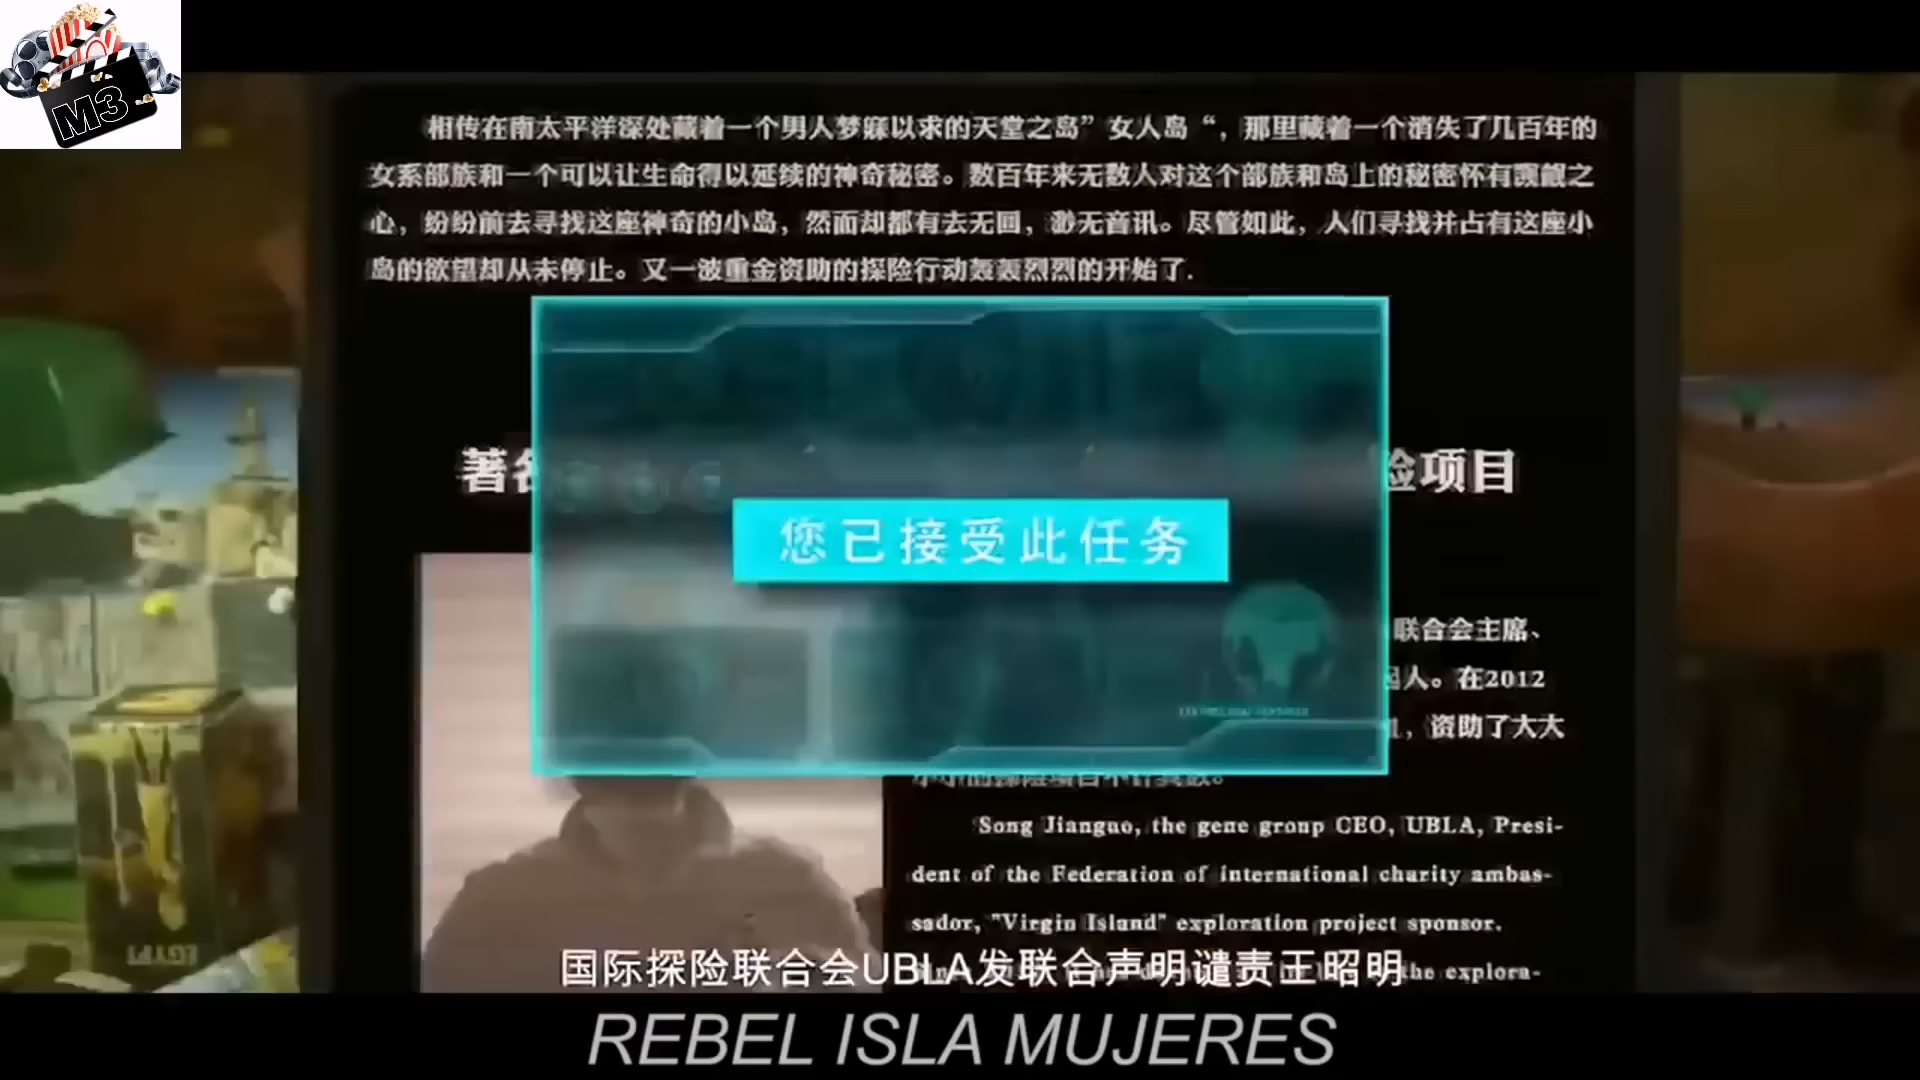 M3
相传在南太平洋深处藏着一个男人梦寐以求的天堂之岛”女人岛“，那里藏着一个消失了几百年的
女系部族和一个可以让生命得以延续的神奇秘密。数百年来无数人对这个部族和岛上的秘密怀有觊觎之
心，纷纷前去寻找这座神奇的小岛，然而却都有去无回，渺无音讯。尽管如此，人们寻找并占有这座小
岛的欲望却从未停止。又一波重金资助的探险行动轰轰烈烈的开始了.
著名
险项目
您已接受此任务
联合会主席、
人。在2012
，资助了大大
Song Jianguo, the gene group CEO, UBLA, Presi-
dent of the Federation of international charity ambas-
sador, "Virgin Island" exploration project sponsor.
the explora-
国际探险联合会UBLA发联合声明谴责王昭明
EGYPT
REBEL ISLA MUJERES